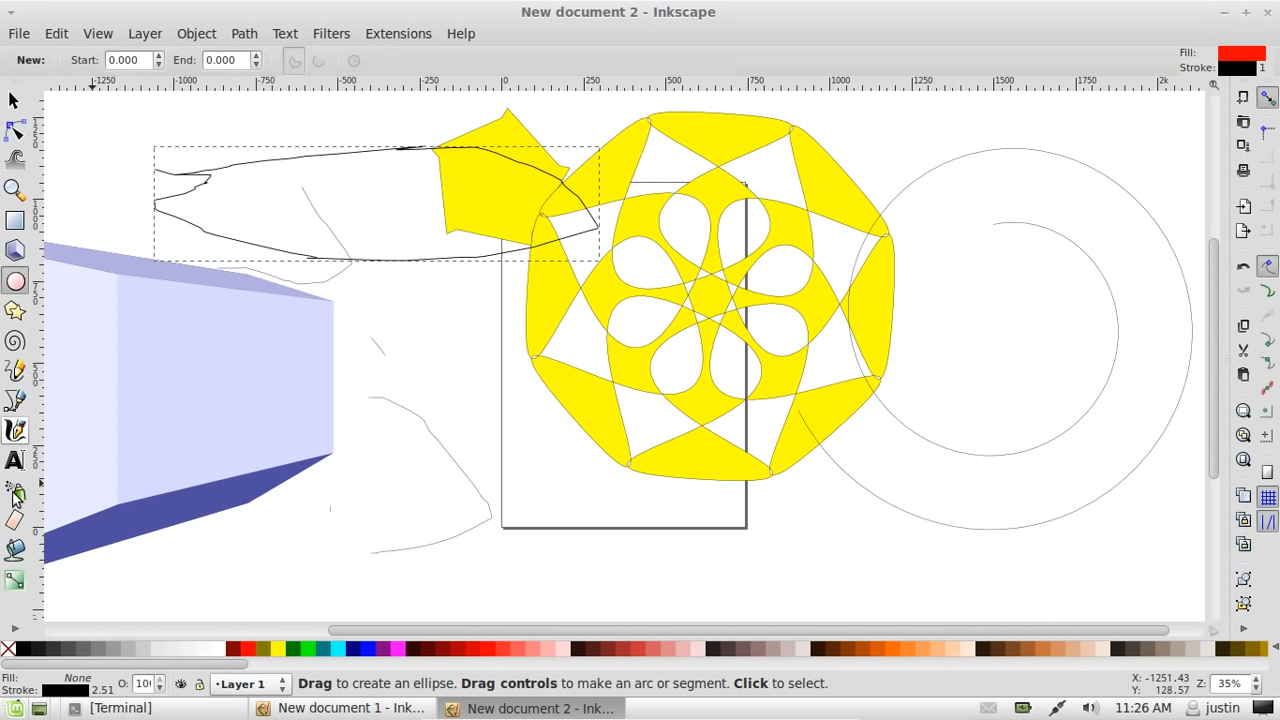 New document 2 - Inkscape
File Edit View Layer Object Path Text Filters Extensions Help
New: Start: 0.000 End: 0.000 Fill:
Stroke: 1
-1250 -1000 -750 -500 -250 0 250 500 750 1000 1250 1500 1750 2k
Fill: None
Stroke: 2.51 O: 10 Layer 1 Drag to create an ellipse. Drag controls to make an arc or segment. Click to select. X: -1251.43 Y: 128.57 Z: 35%
[Terminal] New document 1 - Ink... New document 2 - Ink... 11:26 AM justin